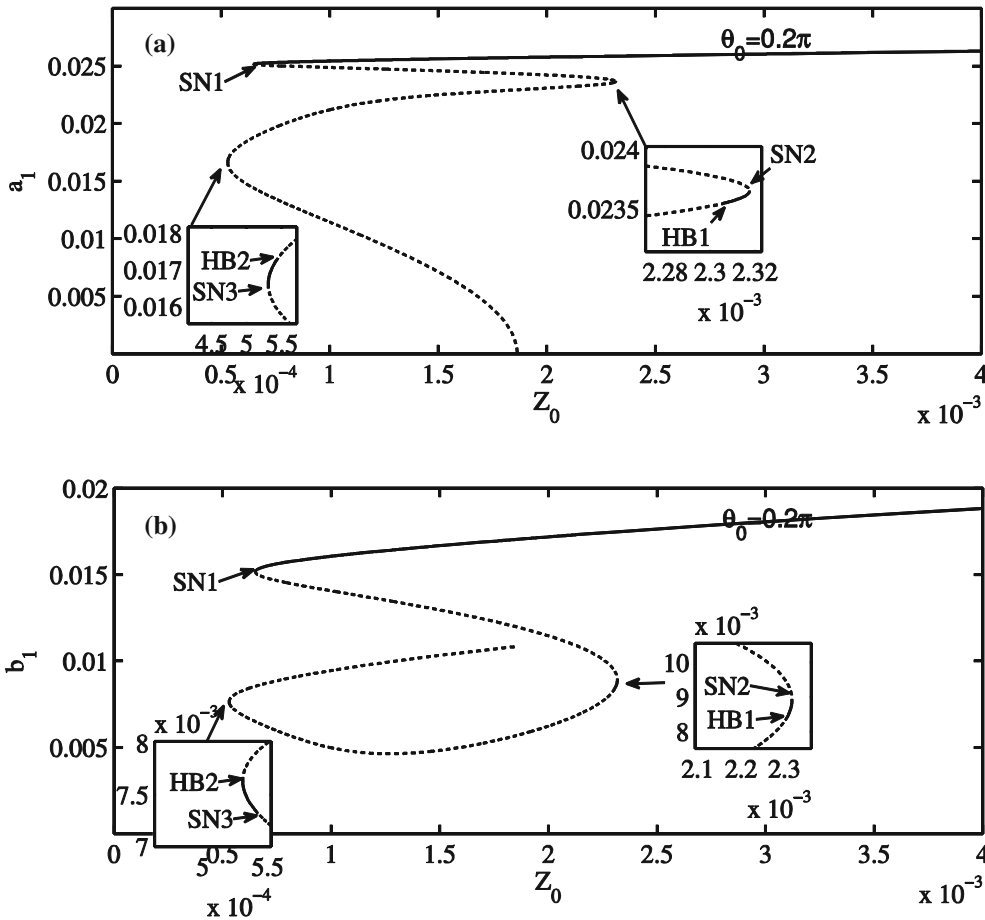 (a)
θ0=0.2π
0.025
SN1
0.02
0.024
SN2
0.015
a1
0.0235
HB1
0.018
0.01
HB2
2.28 2.3 2.32
0.017
SN3
x 10−3
0.016
0.005
4.5 5 5.5
x 10−4
0 0.5 1 1.5 2 2.5 3 3.5 4
Z0
x 10−3
0.02
(b)
θ0=0.2π
0.015
SN1
x 10−3
b1
0.01
10
SN2
9
HB1
8
x 10−3
0.005
8
2.1 2.2 2.3
HB2
7.5
x 10−3
SN3
7
0 0.5 1 1.5 2 2.5 3 3.5 4
5 5.5
Z0
x 10−3
x 10−4